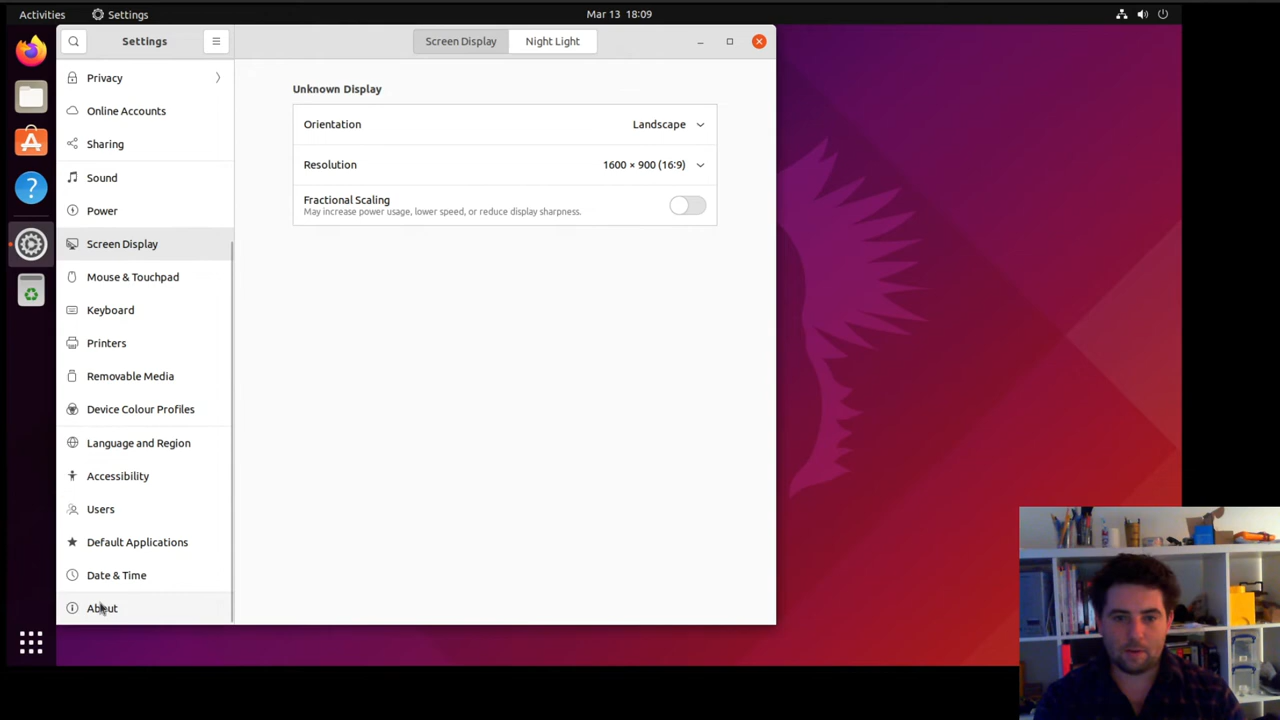 Activities
Settings
Mar 13 18:09
Settings
Screen Display
Night Light
Privacy
Online Accounts
Sharing
Sound
Power
Screen Display
Mouse & Touchpad
Keyboard
Printers
Removable Media
Device Colour Profiles
Language and Region
Accessibility
Users
Default Applications
Date & Time
About
Unknown Display
Orientation
Landscape
Resolution
1600 × 900 (16:9)
Fractional Scaling
May increase power usage, lower speed, or reduce display sharpness.